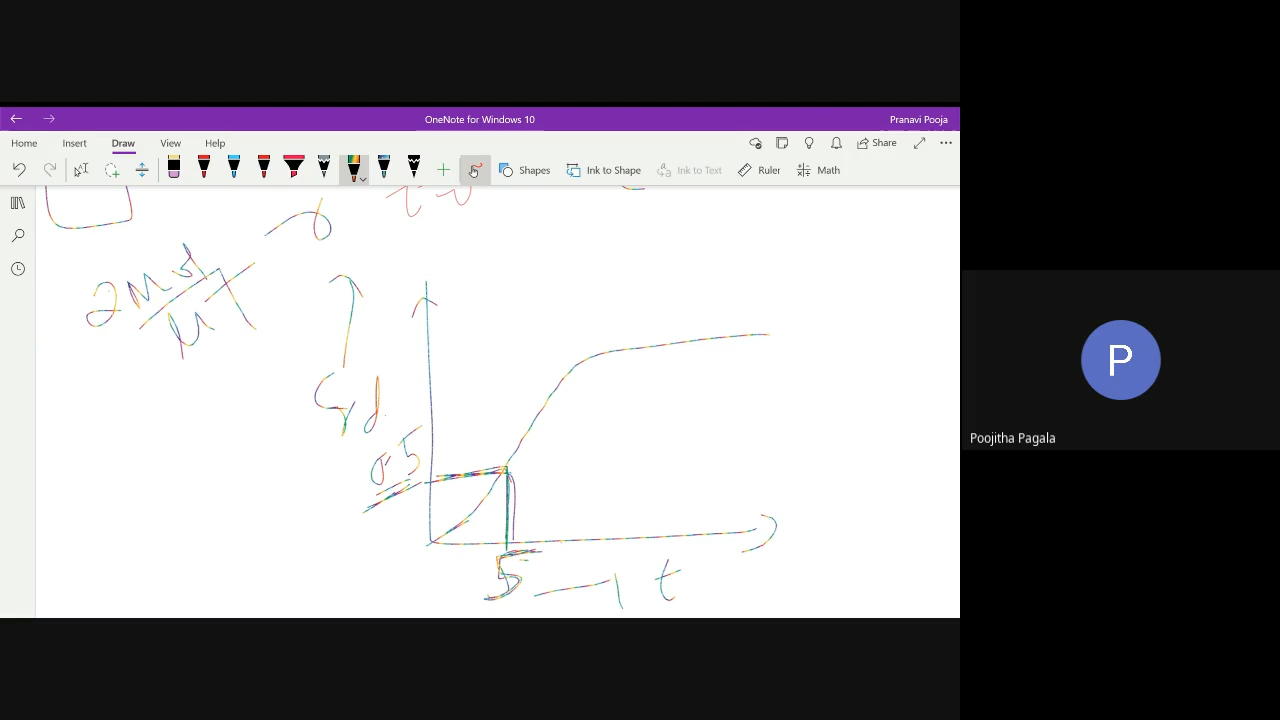 OneNote for Windows 10
Pranavi Pooja
Home Insert Draw View Help
Share
Shapes Ink to Shape Ink to Text Ruler Math
0.5
5
t
P
Poojitha Pagala